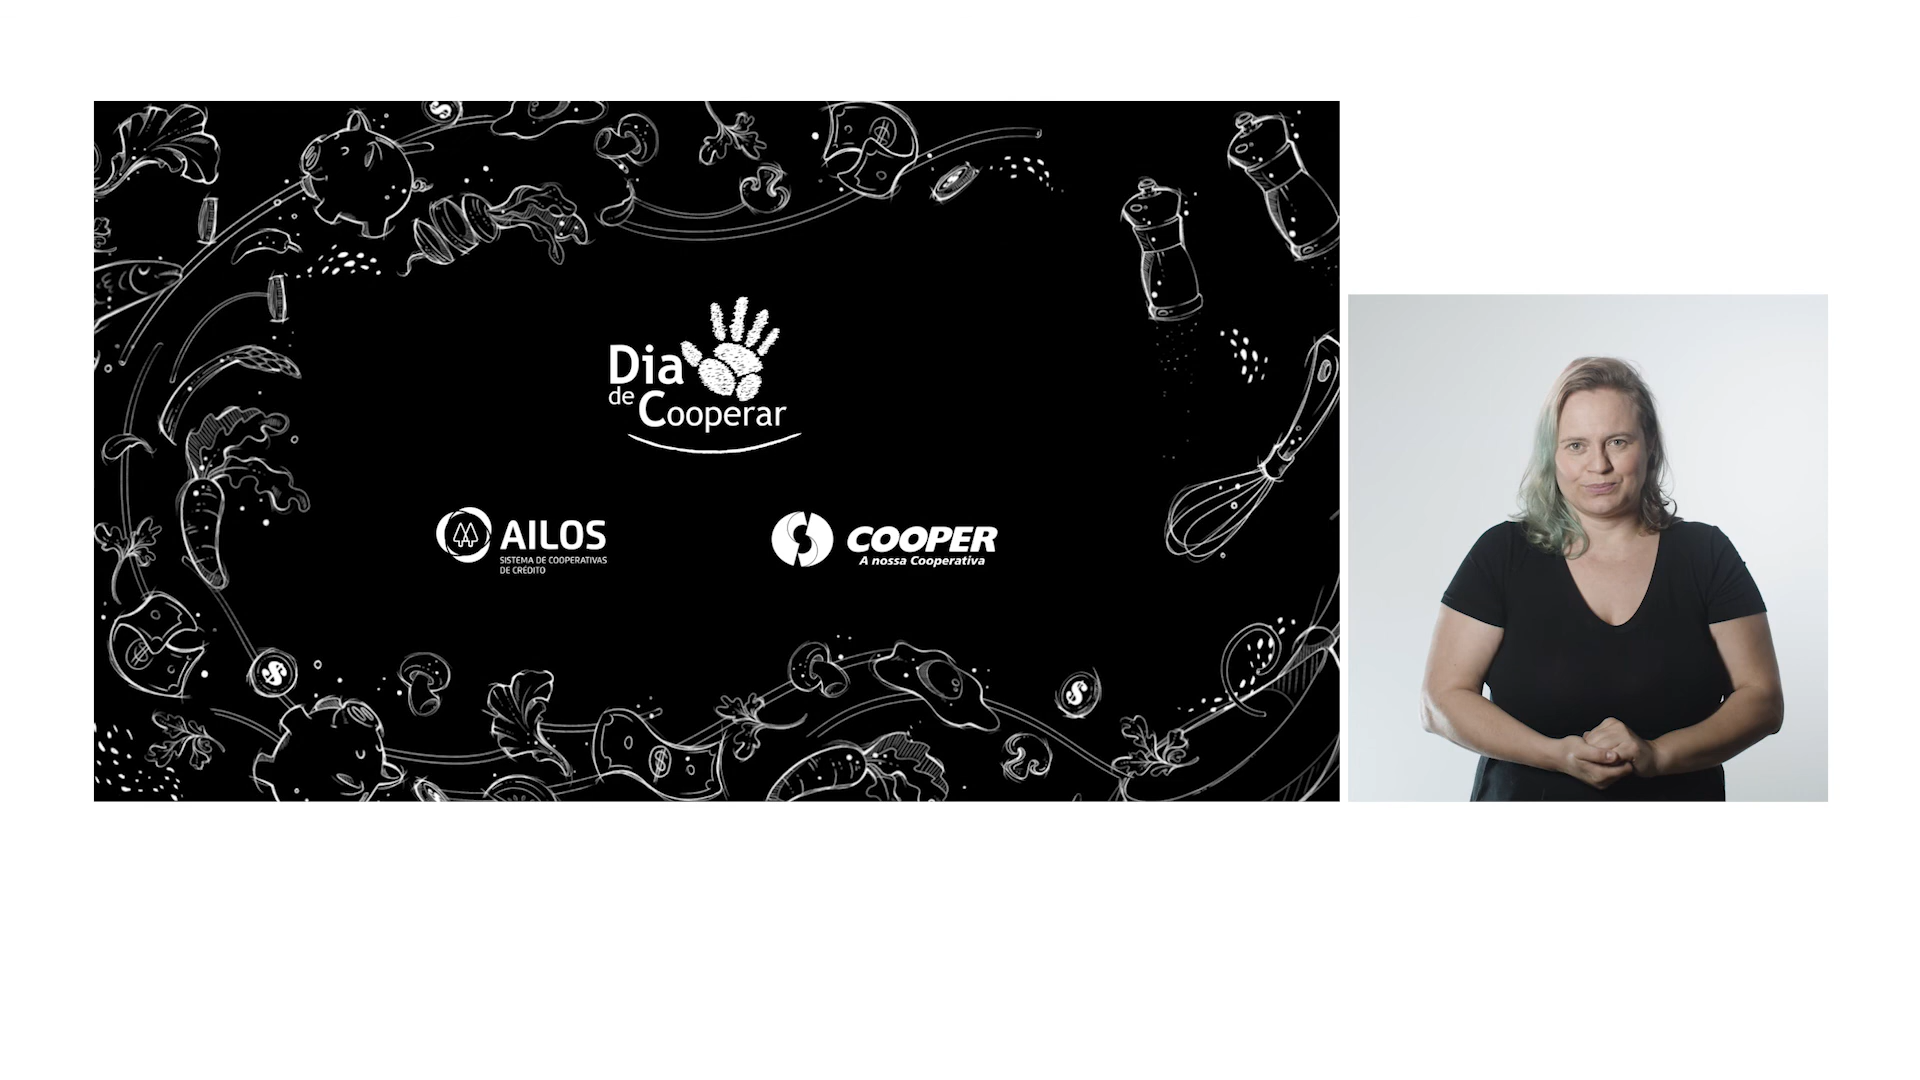 Dia
de Cooperar
AILOS
SISTEMA DE COOPERATIVAS
DE CRÉDITO
COOPER
A nossa Cooperativa